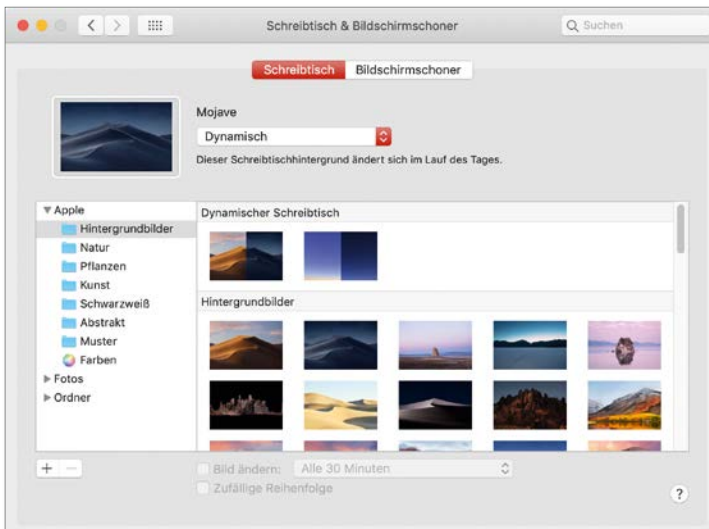 Schreibtisch & Bildschirmschoner
Suchen
Schreibtisch
Bildschirmschoner
Mojave
Dynamisch
Dieser Schreibtischhintergrund ändert sich im Lauf des Tages.
Apple
Hintergrundbilder
Natur
Pflanzen
Kunst
Schwarzweiß
Abstrakt
Muster
Farben
Fotos
Ordner
Dynamischer Schreibtisch
Hintergrundbilder
+ −
Bild ändern: Alle 30 Minuten
Zufällige Reihenfolge
?